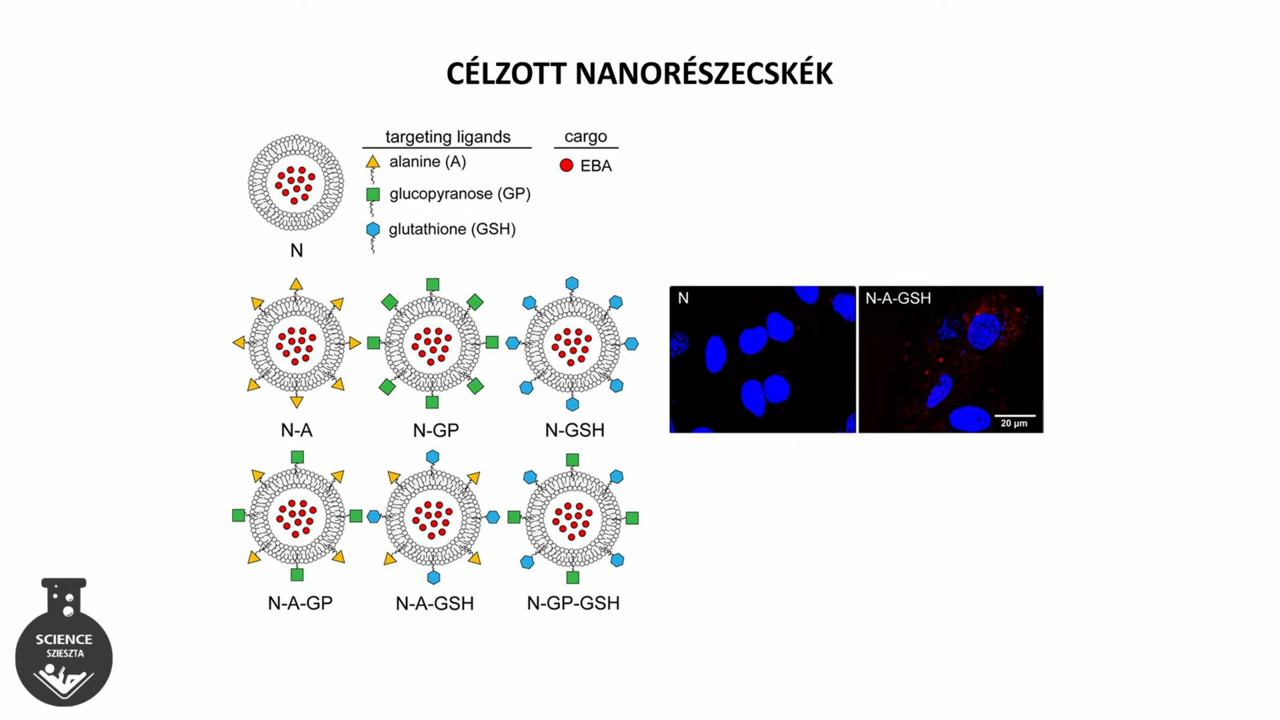 CÉLZOTT NANORÉSZECSKÉK
targeting ligands
cargo
alanine (A)
EBA
glucopyranose (GP)
glutathione (GSH)
N
N
N-A-GSH
20 µm
N-A
N-GP
N-GSH
N-A-GP
N-A-GSH
N-GP-GSH
SCIENCE
SZIESZTA